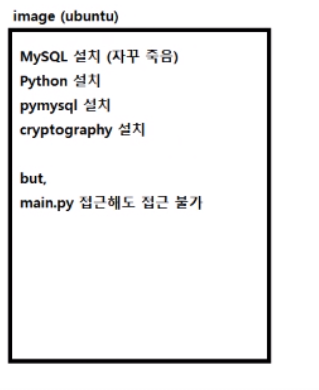 image (ubuntu)
MySQL 설치 (자꾸 죽음)
Python 설치
pymysql 설치
cryptography 설치
but,
main.py 접근해도 접근 불가